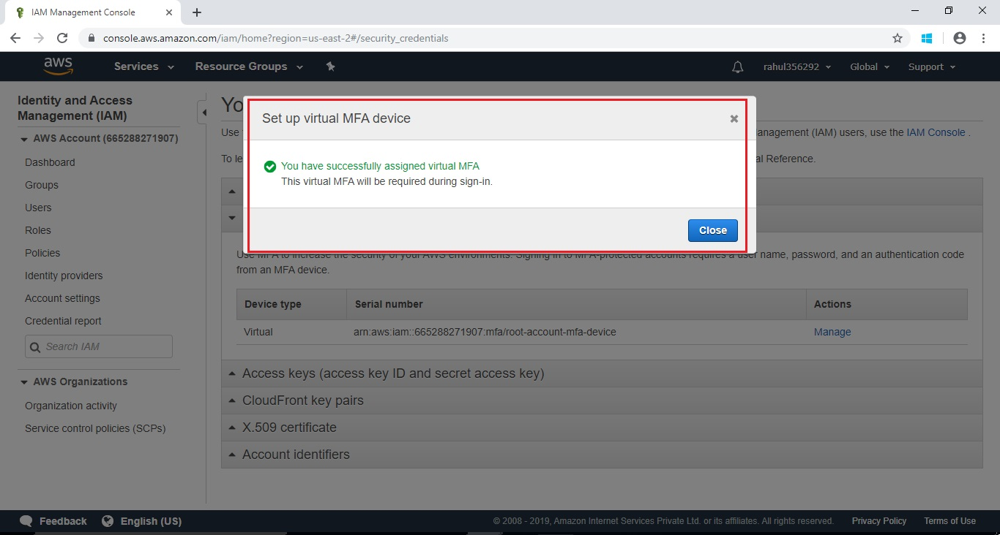 IAM Management Console
console.aws.amazon.com/iam/home?region=us-east-2#/security_credentials
aws Services Resource Groups rahul356292 Global Support
Identity and Access
Management (IAM)
AWS Account (665288271907)
Dashboard
Groups
Users
Roles
Policies
Identity providers
Account settings
Credential report
Search IAM
AWS Organizations
Organization activity
Service control policies (SCPs)
Yo
Use
anagement (IAM) users, use the IAM Console .
To le
al Reference.
Set up virtual MFA device
You have successfully assigned virtual MFA
This virtual MFA will be required during sign-in.
Close
Use MFA to increase the security of your AWS environments. Signing in to MFA-protected accounts requires a user name, password, and an authentication code
from an MFA device.
Device type Serial number Actions
Virtual arn:aws:iam::665288271907:mfa/root-account-mfa-device Manage
Access keys (access key ID and secret access key)
CloudFront key pairs
X.509 certificate
Account identifiers
Feedback English (US) © 2008 - 2019, Amazon Internet Services Private Ltd. or its affiliates. All rights reserved. Privacy Policy Terms of Use